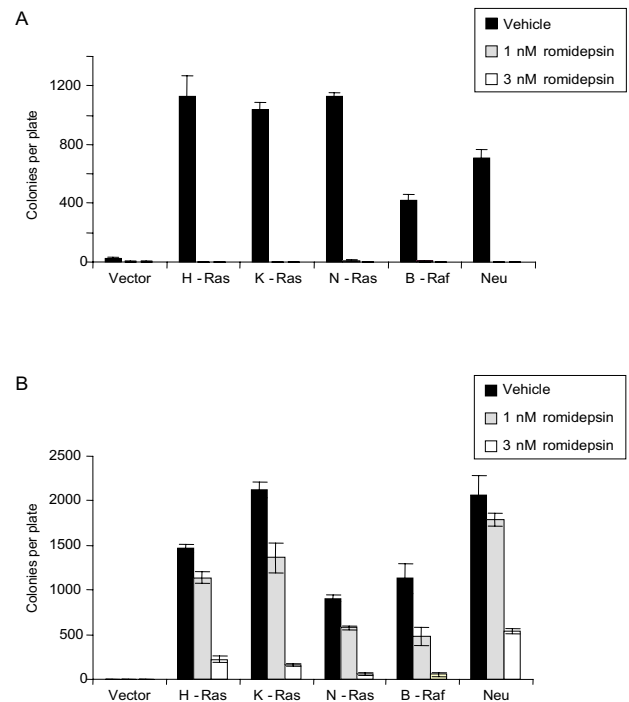 A
Vehicle
1 nM romidepsin
3 nM romidepsin
Colonies per plate
1200
800
400
0
Vector H - Ras K - Ras N - Ras B - Raf Neu
B
Vehicle
1 nM romidepsin
3 nM romidepsin
Colonies per plate
2500
2000
1500
1000
500
0
Vector H - Ras K - Ras N - Ras B - Raf Neu